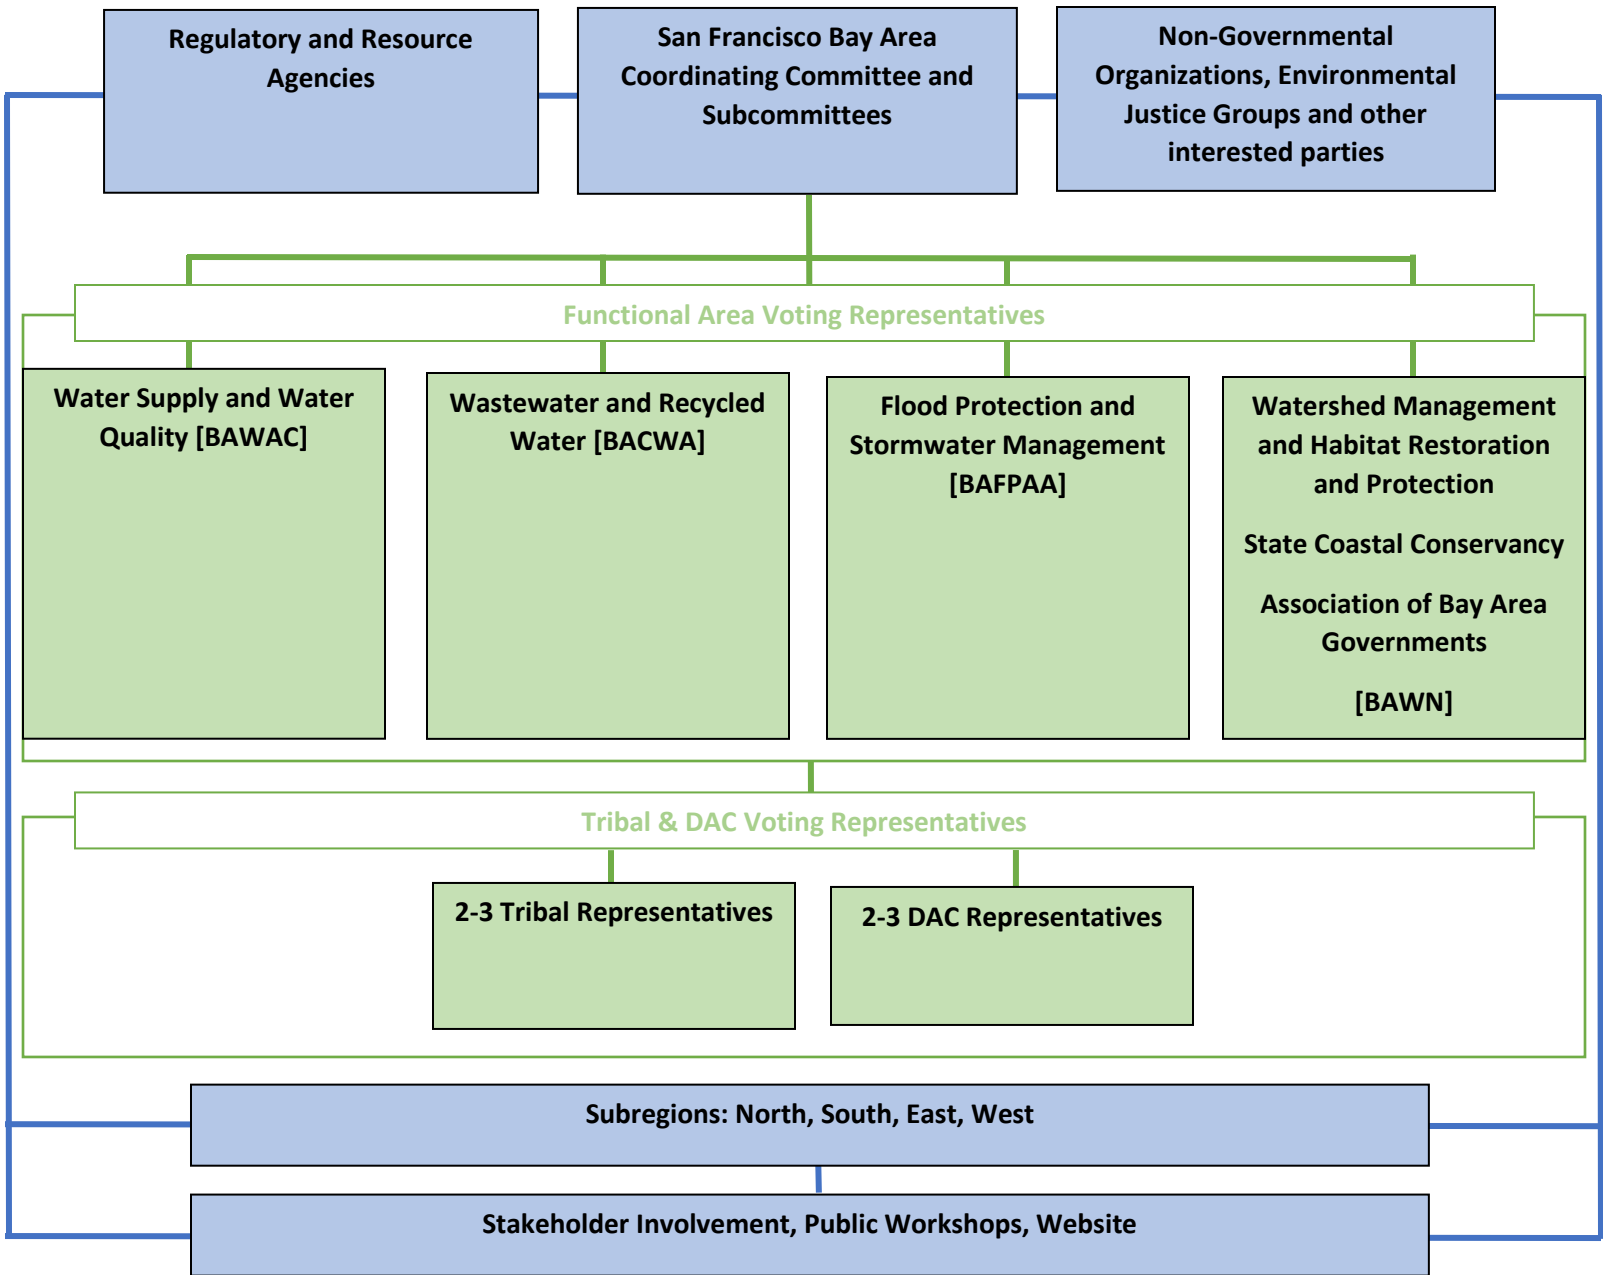 Regulatory and Resource
Agencies
San Francisco Bay Area
Coordinating Committee and
Subcommittees
Non-Governmental
Organizations, Environmental
Justice Groups and other
interested parties
Functional Area Voting Representatives
Water Supply and Water
Quality [BAWAC]
Wastewater and Recycled
Water [BACWA]
Flood Protection and
Stormwater Management
[BAFPAA]
Watershed Management
and Habitat Restoration
and Protection
State Coastal Conservancy
Association of Bay Area
Governments
[BAWN]
Tribal & DAC Voting Representatives
2-3 Tribal Representatives
2-3 DAC Representatives
Subregions: North, South, East, West
Stakeholder Involvement, Public Workshops, Website